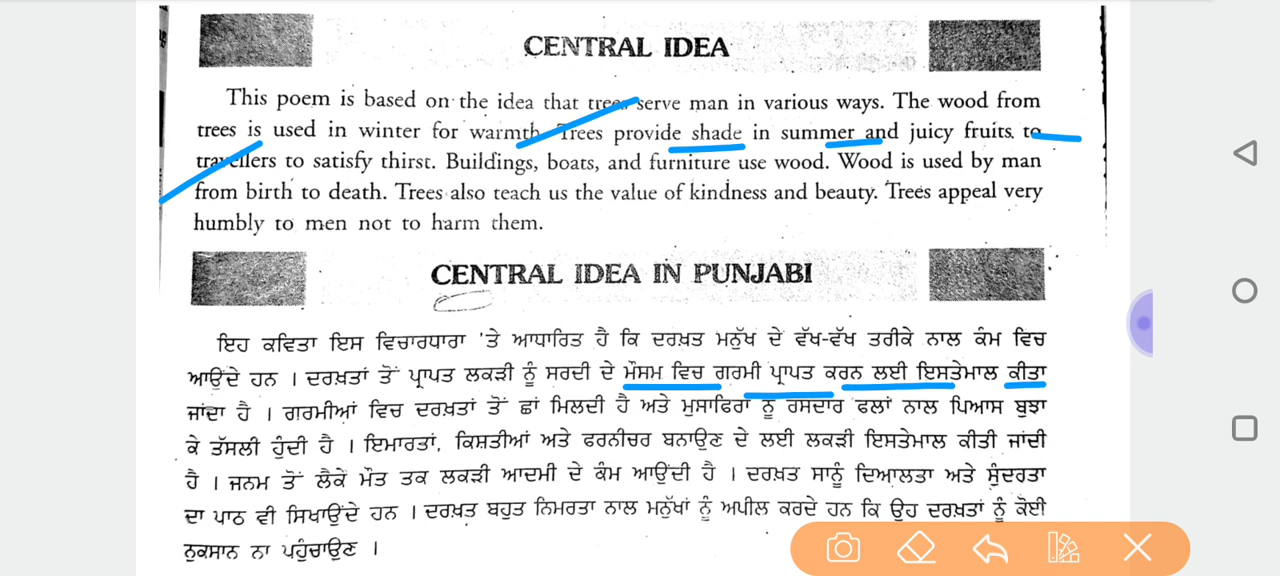 CENTRAL IDEA
This poem is based on the idea that trees serve man in various ways. The wood from
trees is used in winter for warmth. Trees provide shade in summer and juicy fruits to
travellers to satisfy thirst. Buildings, boats, and furniture use wood. Wood is used by man
from birth to death. Trees also teach us the value of kindness and beauty. Trees appeal very
humbly to men not to harm them.
CENTRAL IDEA IN PUNJABI
ਇਹ ਕਵਿਤਾ ਇਸ ਵਿਚਾਰਧਾਰਾ 'ਤੇ ਆਧਾਰਿਤ ਹੈ ਕਿ ਦਰਖ਼ਤ ਮਨੁੱਖ ਦੇ ਵੱਖ-ਵੱਖ ਤਰੀਕੇ ਨਾਲ ਕੰਮ ਵਿਚ
ਆਉਂਦੇ ਹਨ । ਦਰਖ਼ਤਾਂ ਤੋਂ ਪ੍ਰਾਪਤ ਲਕੜੀ ਨੂੰ ਸਰਦੀ ਦੇ ਮੌਸਮ ਵਿਚ ਗਰਮੀ ਪ੍ਰਾਪਤ ਕਰਨ ਲਈ ਇਸਤੇਮਾਲ ਕੀਤਾ
ਜਾਂਦਾ ਹੈ । ਗਰਮੀਆਂ ਵਿਚ ਦਰਖ਼ਤਾਂ ਤੋਂ ਛਾਂ ਮਿਲਦੀ ਹੈ ਅਤੇ ਮੁਸਾਫਿਰਾਂ ਨੂੰ ਰਸਦਾਰ ਫਲਾਂ ਨਾਲ ਪਿਆਸ ਬੁਝਾ
ਕੇ ਤੱਸਲੀ ਹੁੰਦੀ ਹੈ । ਇਮਾਰਤਾਂ, ਕਿਸ਼ਤੀਆਂ ਅਤੇ ਫਰਨੀਚਰ ਬਨਾਉਣ ਦੇ ਲਈ ਲਕੜੀ ਇਸਤੇਮਾਲ ਕੀਤੀ ਜਾਂਦੀ
ਹੈ । ਜਨਮ ਤੋਂ ਲੈਕੇ ਮੌਤ ਤਕ ਲਕੜੀ ਆਦਮੀ ਦੇ ਕੰਮ ਆਉਂਦੀ ਹੈ । ਦਰਖ਼ਤ ਸਾਨੂੰ ਦਿਆਲਤਾ ਅਤੇ ਸੁੰਦਰਤਾ
ਦਾ ਪਾਠ ਵੀ ਸਿਖਾਉਂਦੇ ਹਨ । ਦਰਖ਼ਤ ਬਹੁਤ ਨਿਮਰਤਾ ਨਾਲ ਮਨੁੱਖਾਂ ਨੂੰ ਅਪੀਲ ਕਰਦੇ ਹਨ ਕਿ ਉਹ ਦਰਖ਼ਤਾਂ ਨੂੰ ਕੋਈ
ਨੁਕਸਾਨ ਨਾ ਪਹੁੰਚਾਉਣ ।